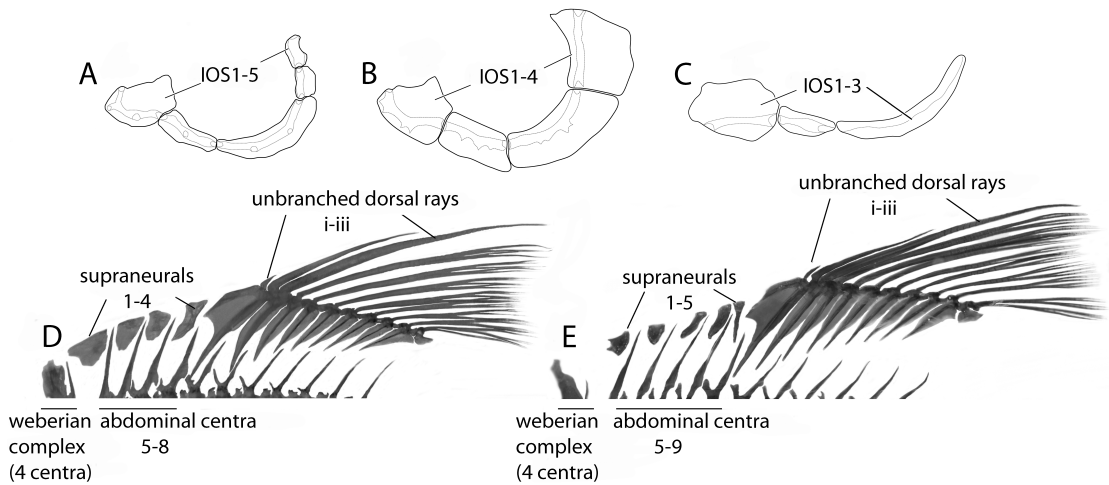 A
IOS1-5
B
IOS1-4
C
IOS1-3
unbranched dorsal rays
i-iii
supraneurals
1-4
D
weberian
complex
(4 centra)
abdominal centra
5-8
unbranched dorsal rays
i-iii
supraneurals
1-5
E
weberian
complex
(4 centra)
abdominal centra
5-9